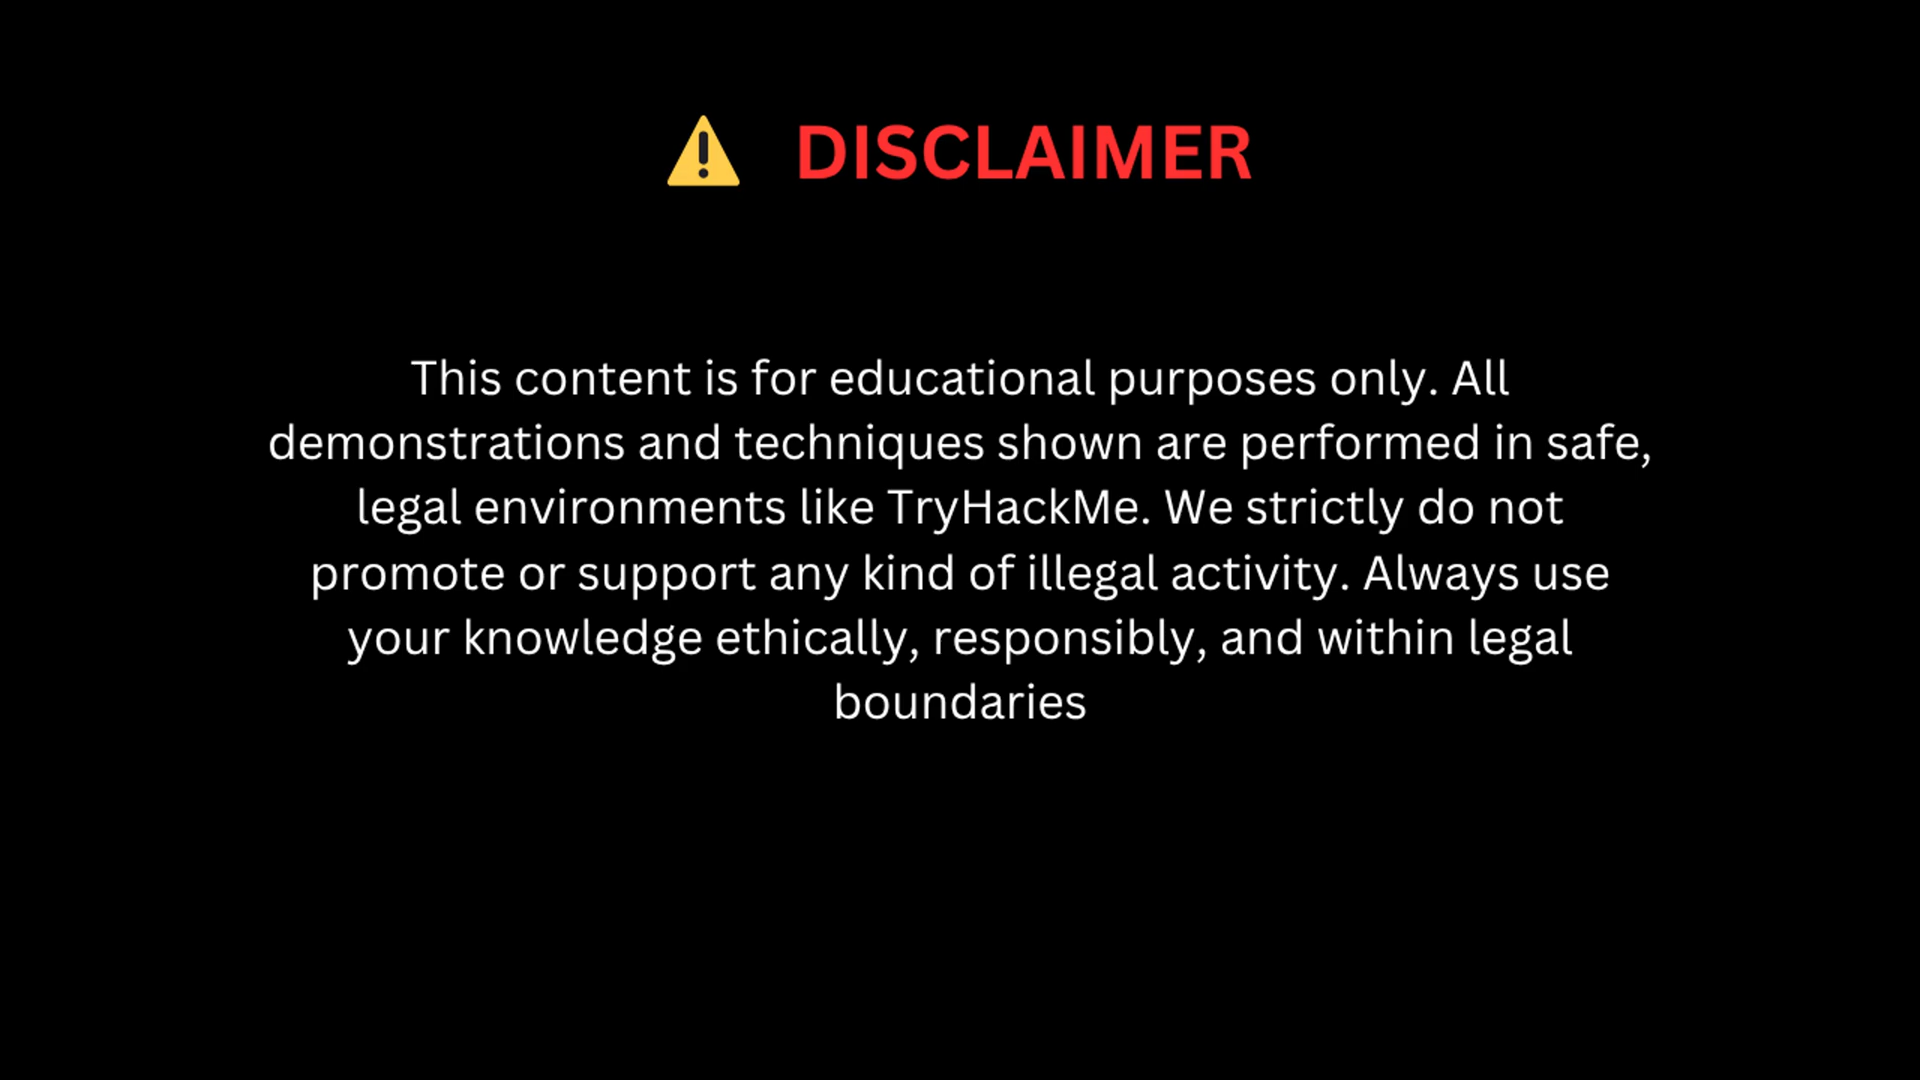 ⚠ DISCLAIMER
This content is for educational purposes only. All
demonstrations and techniques shown are performed in safe,
legal environments like TryHackMe. We strictly do not
promote or support any kind of illegal activity. Always use
your knowledge ethically, responsibly, and within legal
boundaries